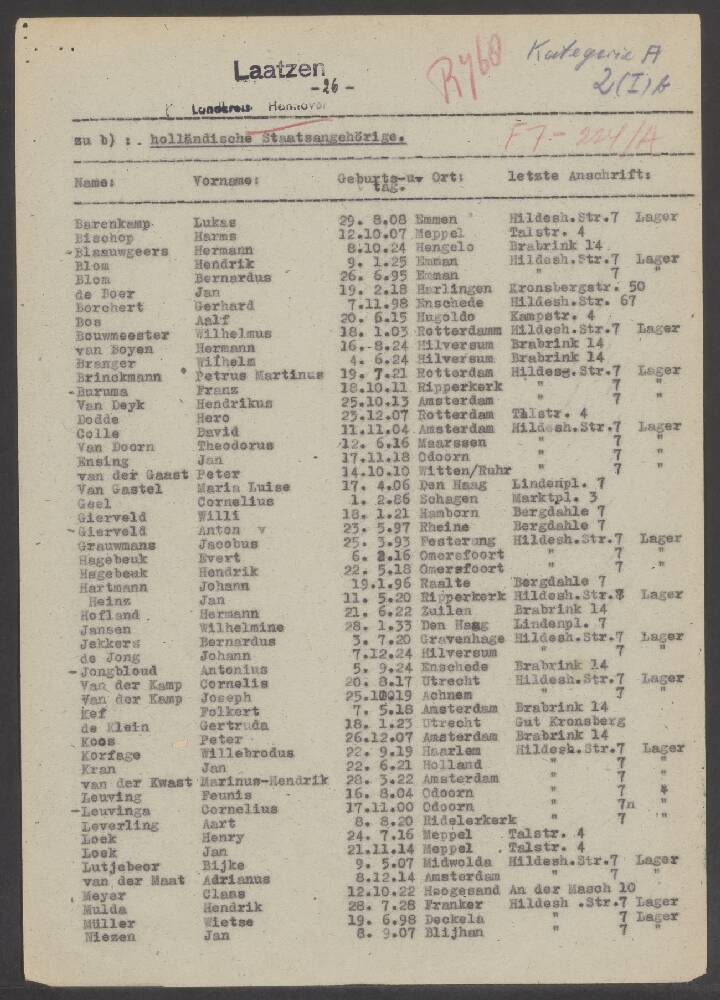 Laatzen
-26-
Kategorie A
R768
2(I)b
Landkreis Hannover
zu b) : holländische Staatsangehörige.
F7-224/A
Name: Vorname: Geburts-u. Ort: letzte Anschrift:
tag.
Barenkamp Lukas 29. 8.08 Emmen Hildesh.Str.7 Lager
Bischop Harms 12.10.07 Meppel Talstr. 4
-Blaauwgeers Hermann 8.10.24 Hengelo Brabrink 14
Blom Hendrik 9. 1.25 Emman Hildesh.Str.7 Lager
Blom Bernardus 26. 6.95 Emman " 7 "
de Boer Jan 19. 2.18 Harlingen Kronsbergstr. 50
Borchert Gerhard 7.11.98 Enschede Hildesh.Str. 67
Bos Aalf 20. 6.15 Hugoldo Kampstr. 4
Bouwmeester Wilhelmus 18. 1.03 Rotterdamm Hildesh.Str.7 Lager
van Boyen Hermann 16. 8.24 Hilversum Brabrink 14
Branger Wilhelm 4. 6.24 Hilversum Brabrink 14
Brinckmann Petrus Martinus 19. 7.21 Rotterdam Hildesg.Str.7 Lager
-Buruma Franz 18.10.11 Ripperkerk " 7 "
Van Deyk Hendrikus 25.10.13 Amsterdam " 7 "
Dodde Hero 23.12.07 Rotterdam Talstr. 4
Colle David 11.11.04 Amsterdam Hildesh.Str.7 Lager
Van Doorn Theodorus 12. 6.16 Maarssen " 7 "
Ensing Jan 17.11.18 Odoorn " 7 "
van der Gaast Peter 14.10.10 Witten/Ruhr " 7 "
Van Gastel Maria Luise 17. 4.06 Den Haag Lindenpl. 7
Geel Cornelius 1. 2.86 Schagen Marktpl. 3
Gierveld Willi 18. 1.21 Hamborn Bergdahle 7
-Gierveld Anton v 23. 5.97 Rheine Bergdahle 7
Grauwmans Jacobus 25. 3.93 Festerung Hildesh.Str.7 Lager
Hagebeuk Evert 6. 2.16 Omersfoort " 7 "
Hagebeuk Hendrik 22. 5.18 Omersfoort " 7 "
Hartmann Johann 19.1.96 Raalte Bergdahle 7
Heinz Jan 11. 5.20 Ripperkerk Hildesh.Str.7 Lager
Hofland Hermann 21. 6.22 Zuilen Brabrink 14
Jansen Wilhelmine 28. 1.33 Den Haag Lindenpl. 7
Jekkers Bernardus 3. 7.20 Gravenhage Hildesh.Str.7 Lager
de Jong Johann 7.12.24 Hilversum " 7 "
-Jongbloud Antonius 5. 9.24 Enschede Brabrink 14
Van der Kamp Cornelis 20. 8.17 Utrecht Hildesh.Str.7 Lager
Van der Kamp Joseph 25.1019 Achnem " 7 "
Kef Folkert 7. 5.18 Amsterdam Brabrink 14
de Klein Gertruda 18. 1.23 Utrecht Gut Kronsberg
Koos Peter 26.12.07 Amsterdam Brabrink 14
Korfage Willebrodus 22. 9.19 Haarlem Hildesh.Str.7 Lager
Kran Jan 22. 6.21 Holland " 7 "
van der Kwast Marinus-Hendrik 28. 3.22 Amsterdam " 7 "
Leuving Feunis 16. 8.04 Odoorn " 7 "
-Leuvinga Cornelius 17.11.00 Odoorn " 7n "
Leverling Aart 8. 8.20 Ridelerkerk " 7 "
Loek Henry 24. 7.16 Meppel Talstr. 4
Loek Jan 21.11.14 Meppel Talstr. 4
Lutjebeor Bijke 9. 5.07 Midwolda Hildesh.Str.7 Lager
van der Maat Adrianus 8.12.14 Amsterdam " 7 "
Meyer Claas 12.10.22 Hoogesand An der Masch 10
Mulda Hendrik 28. 7.28 Franker Hildesh .Str.7 Lager
Müller Wietse 19. 6.98 Dockela " 7 Lager
Niezen Jan 8. 9.07 Blijhan " 7 "